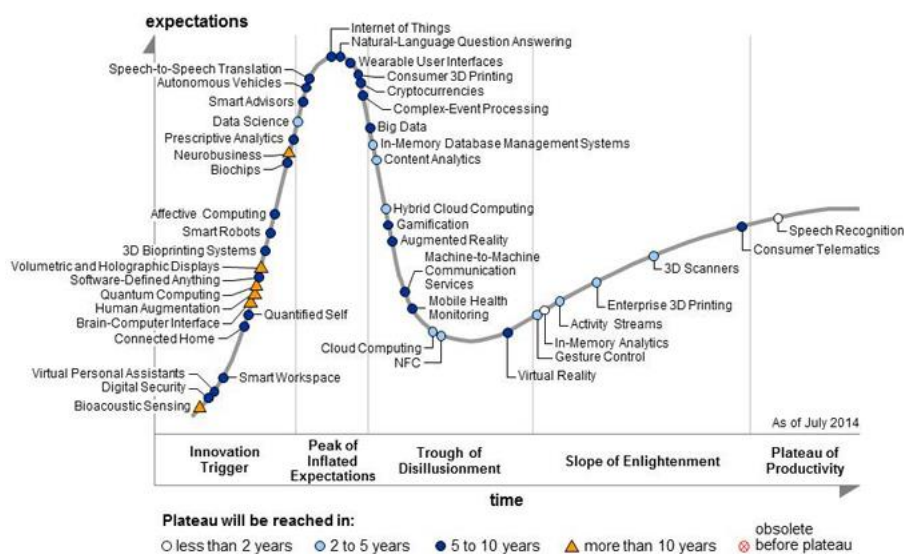 expectations
Internet of Things
Natural-Language Question Answering
Wearable User Interfaces
Speech-to-Speech Translation
Consumer 3D Printing
Autonomous Vehicles
Cryptocurrencies
Smart Advisors
Complex-Event Processing
Data Science
Big Data
Prescriptive Analytics
In-Memory Database Management Systems
Neurobusiness
Content Analytics
Biochips
Hybrid Cloud Computing
Affective Computing
Gamification
Speech Recognition
Smart Robots
Augmented Reality
Consumer Telematics
3D Bioprinting Systems
Machine-to-Machine
Communication
Services
Volumetric and Holographic Displays
3D Scanners
Software-Defined Anything
Quantum Computing
Mobile Health
Monitoring
Human Augmentation
Enterprise 3D Printing
Brain-Computer Interface
Quantified Self
Activity Streams
Connected Home
Cloud Computing
In-Memory Analytics
NFC
Gesture Control
Virtual Personal Assistants
Smart Workspace
Virtual Reality
Digital Security
Bioacoustic Sensing
As of July 2014
Innovation
Trigger
Peak of
Inflated
Expectations
Trough of
Disillusionment
Slope of Enlightenment
Plateau of
Productivity
time
Plateau will be reached in:
less than 2 years
2 to 5 years
5 to 10 years
more than 10 years
obsolete
before plateau